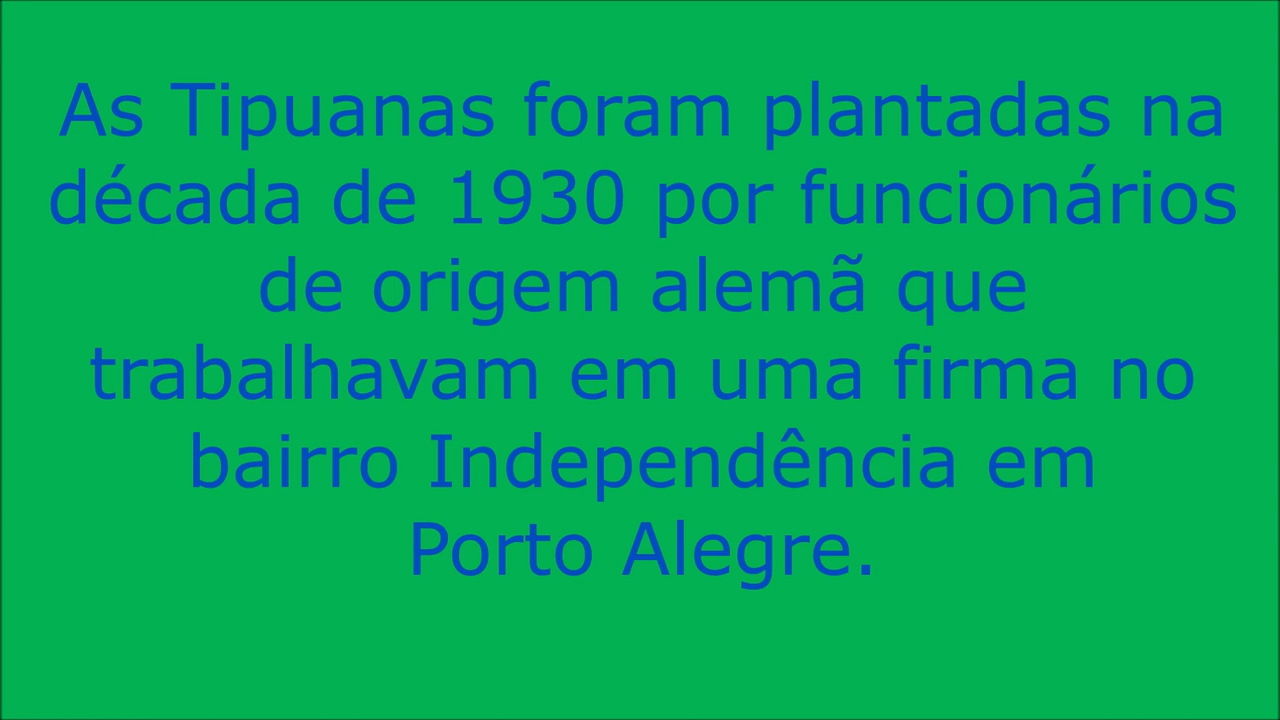 As Tipuanas foram plantadas na
década de 1930 por funcionários
de origem alemã que
trabalhavam em uma firma no
bairro Independência em
Porto Alegre.